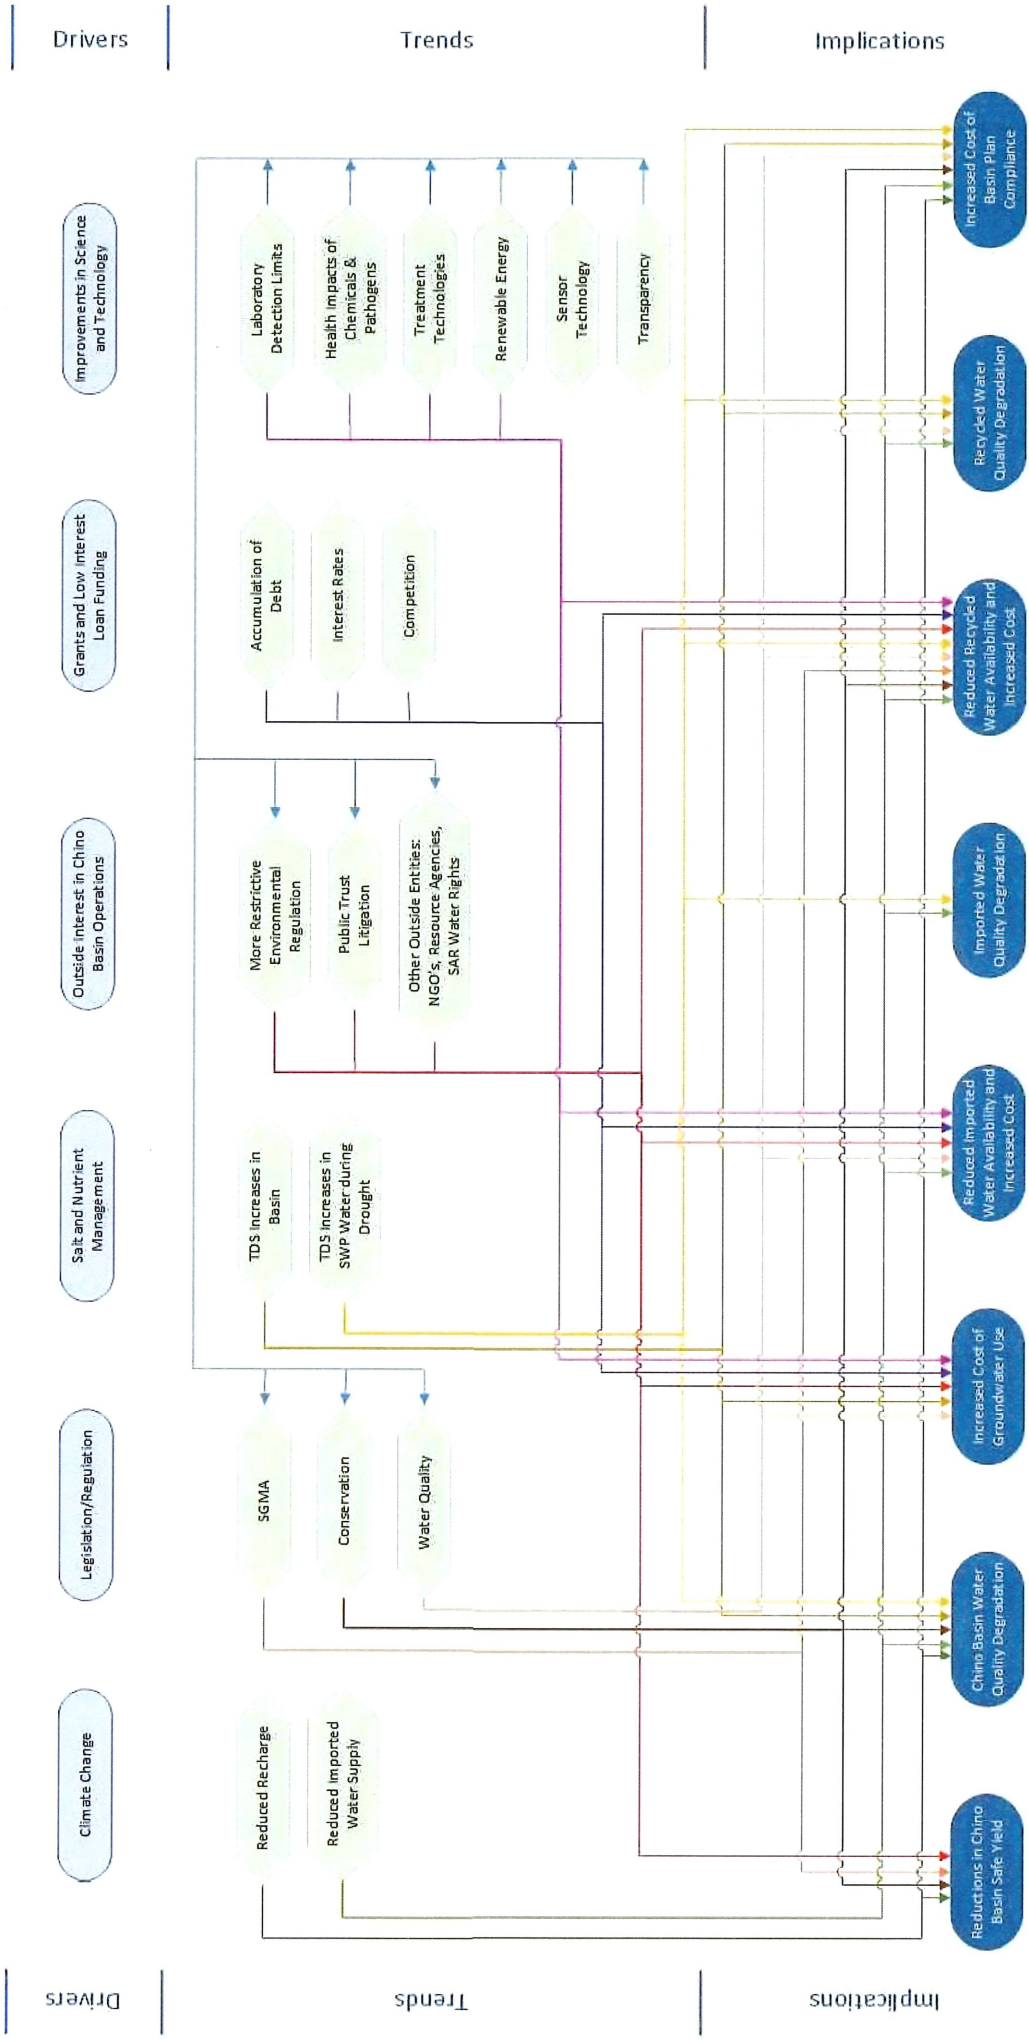 Drivers
Trends
Implications
Climate Change
Legislation/Regulation
Salt and Nutrient
Management
Outside Interest in Chino
Basin Operations
Grants and Low Interest
Loan Funding
Improvements in Science
and Technology
Reduced Recharge
Reduced Imported
Water Supply
SGMA
Conservation
Water Quality
TDS Increases in
Basin
TDS Increases in
SWP Water during
Drought
More Restrictive
Environmental
Regulation
Public Trust
Litigation
Other Outside Entities:
NGO's, Resource Agencies,
SAR Water Rights
Accumulation of
Debt
Interest Rates
Competition
Laboratory
Detection Limits
Health Impacts of
Chemicals &
Pathogens
Treatment
Technologies
Renewable Energy
Sensor
Technology
Transparency
Reductions in Chino
Basin Safe Yield
Chino Basin Water
Quality Degradation
Increased Cost of
Groundwater Use
Reduced Imported
Water Availability and
Increased Cost
Imported Water
Quality Degradation
Reduced Recycled
Water Availability and
Increased Cost
Recycled Water
Quality Degradation
Increased Cost of
Basin Plan
Compliance
Drivers
Trends
Implications